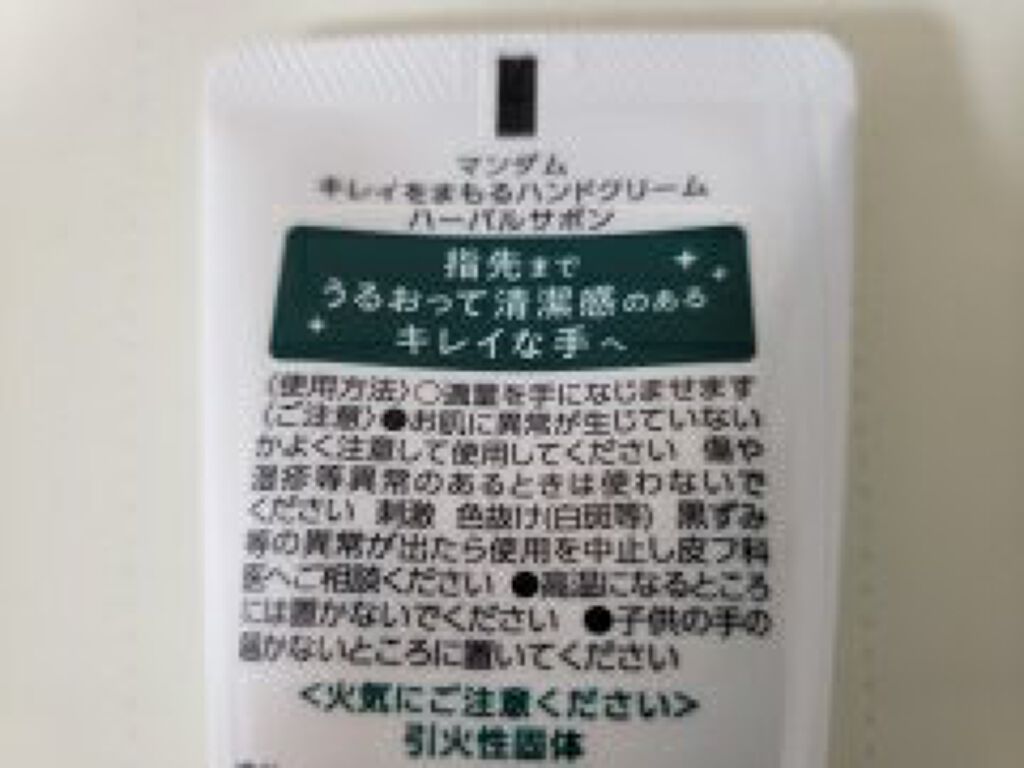 マンダム
キレイをまもるハンドクリーム
ハーバルサボン
指先まで
うるおって清潔感のある
キレイな手へ
〈使用方法〉○適量を手になじませます
〈ご注意〉●お肌に異常が生じていない
かよく注意して使用してください 傷や
湿疹等異常のあるときは使わないで
ください 刺激 色抜け(白斑等) 黒ずみ
等の異常が出たら使用を中止し皮フ科
医へご相談ください ●高温になるところ
には置かないでください ●子供の手の
届かないところに置いてください
<火気にご注意ください>
引火性固体